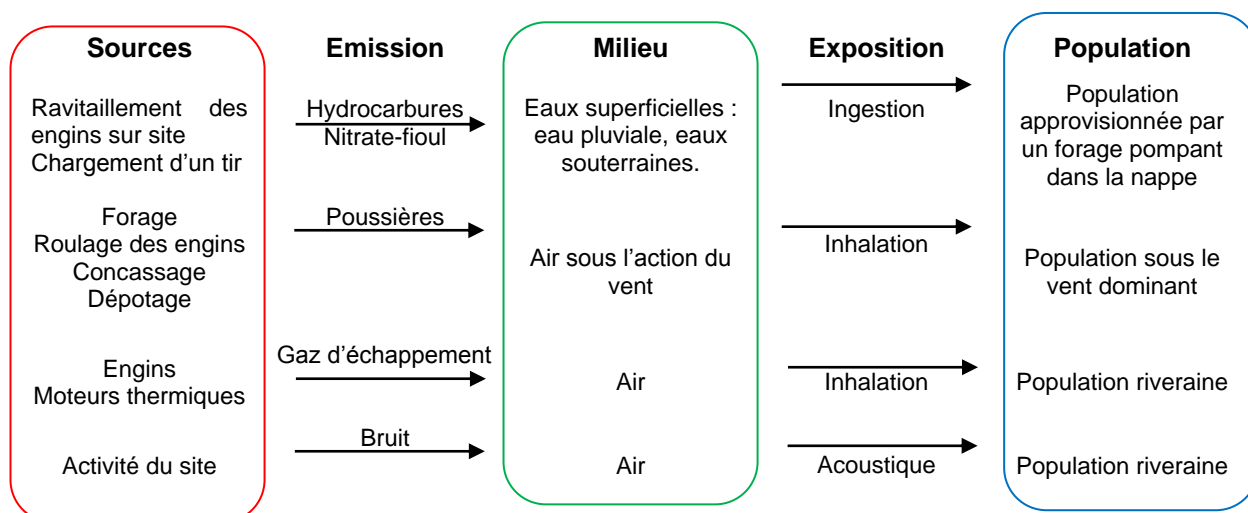 Sources Emission Milieu Exposition Population
Ravitaillement des
engins sur site
Chargement d’un tir
Hydrocarbures
Nitrate-fioul
Eaux superficielles :
eau pluviale, eaux
souterraines.
Ingestion
Population
approvisionnée par
un forage pompant
dans la nappe
Forage
Roulage des engins
Concassage
Dépotage
Poussières
Air sous l’action du
vent
Inhalation
Population sous le
vent dominant
Engins
Moteurs thermiques
Gaz d’échappement
Air
Inhalation
Population riveraine
Activité du site
Bruit
Air
Acoustique
Population riveraine